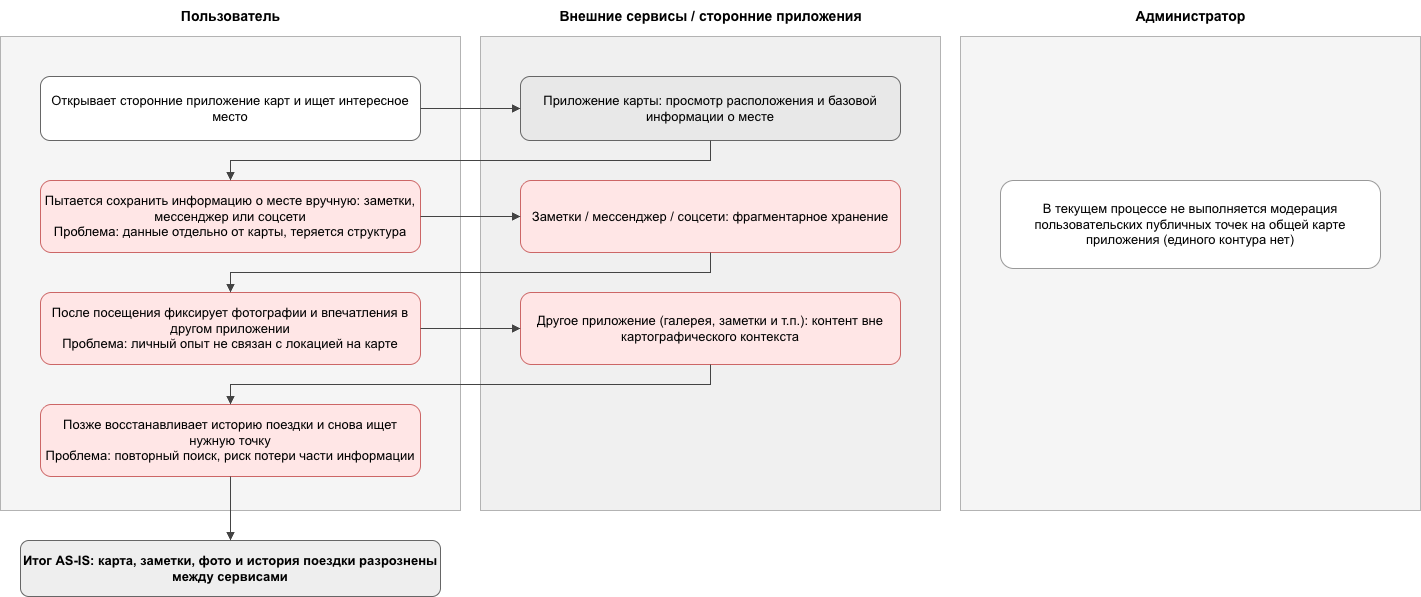 Пользователь
Внешние сервисы / сторонние приложения
Администратор
Открывает сторонние приложение карт и ищет интересное
место
Приложение карты: просмотр расположения и базовой
информации о месте
Пытается сохранить информацию о месте вручную: заметки,
мессенджер или соцсети
Проблема: данные отдельно от карты, теряется структура
Заметки / мессенджер / соцсети: фрагментарное хранение
В текущем процессе не выполняется модерация
пользовательских публичных точек на общей карте
приложения (единого контура нет)
После посещения фиксирует фотографии и впечатления в
другом приложении
Проблема: личный опыт не связан с локацией на карте
Другое приложение (галерея, заметки и т.п.): контент вне
картографического контекста
Позже восстанавливает историю поездки и снова ищет
нужную точку
Проблема: повторный поиск, риск потери части информации
Итог AS-IS: карта, заметки, фото и история поездки разрознены
между сервисами